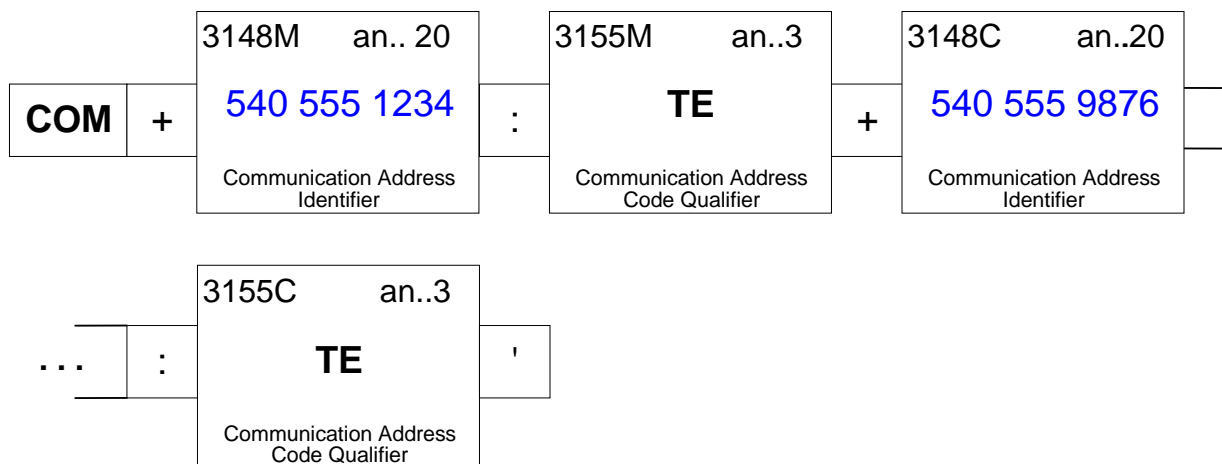 3148M an.. 20 3155M an..3 3148C an..20
COM + 540 555 1234 : TE + 540 555 9876
Communication Address Identifier Communication Address Code Qualifier Communication Address Identifier
3155C an..3
... : TE '
Communication Address
Code Qualifier